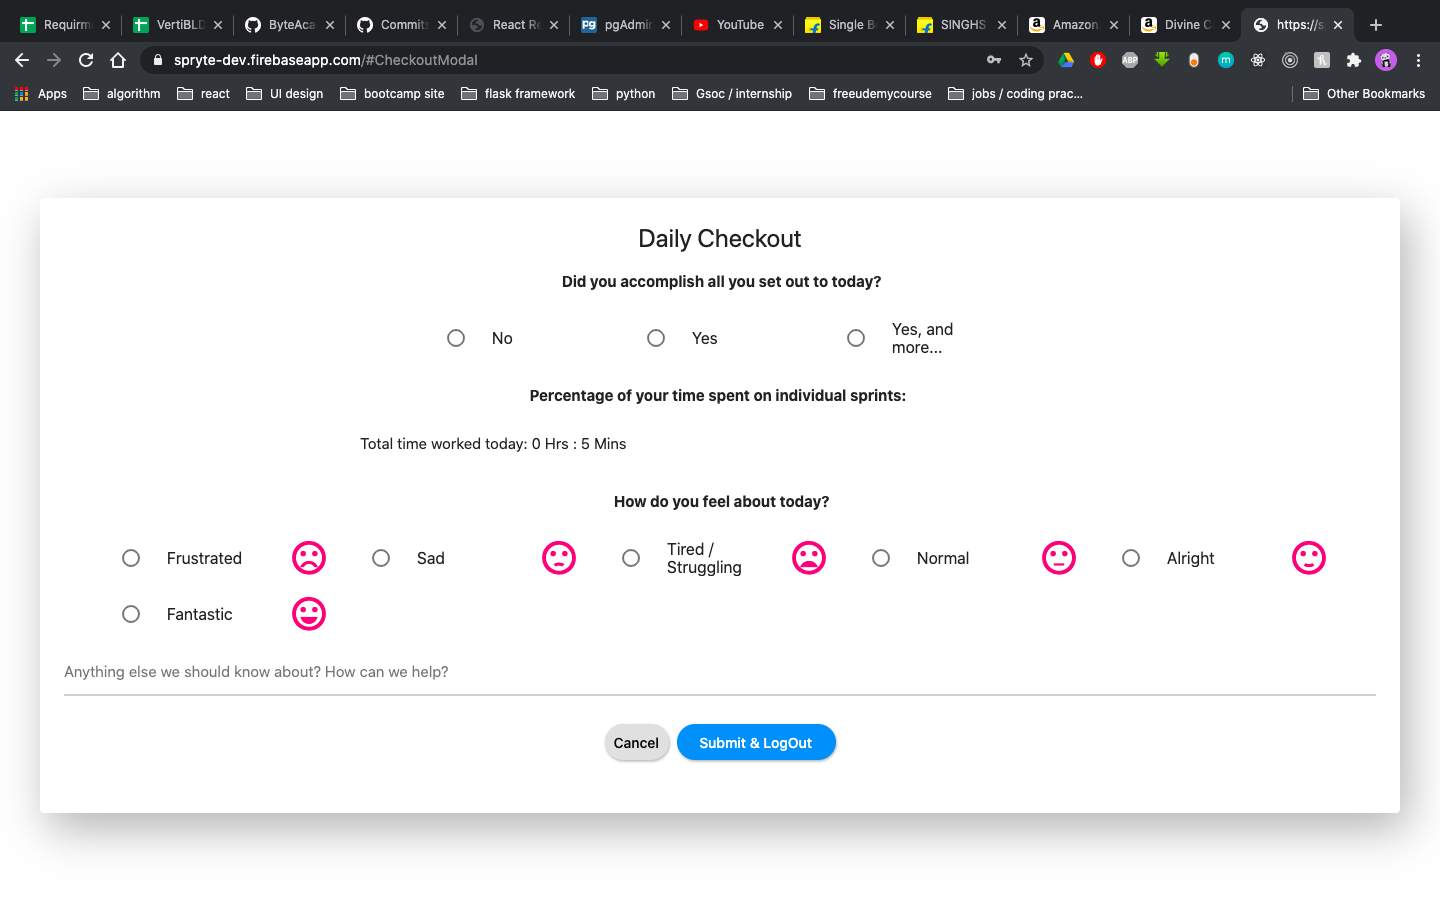 Requirm
VertiBLD
ByteAca
Commits
React Re
pgAdmin
YouTube
Single B
SINGHS
Amazon.
Divine C
https://s
spryte-dev.firebaseapp.com/#CheckoutModal
ABP
m
Apps
algorithm
react
UI design
bootcamp site
flask framework
python
Gsoc / internship
freeudemycourse
jobs / coding prac...
Other Bookmarks
Daily Checkout
Did you accomplish all you set out to today?
No
Yes
Yes, and
more...
Percentage of your time spent on individual sprints:
Total time worked today: 0 Hrs : 5 Mins
How do you feel about today?
Frustrated
Sad
Tired /
Struggling
Normal
Alright
Fantastic
Anything else we should know about? How can we help?
Cancel
Submit & LogOut